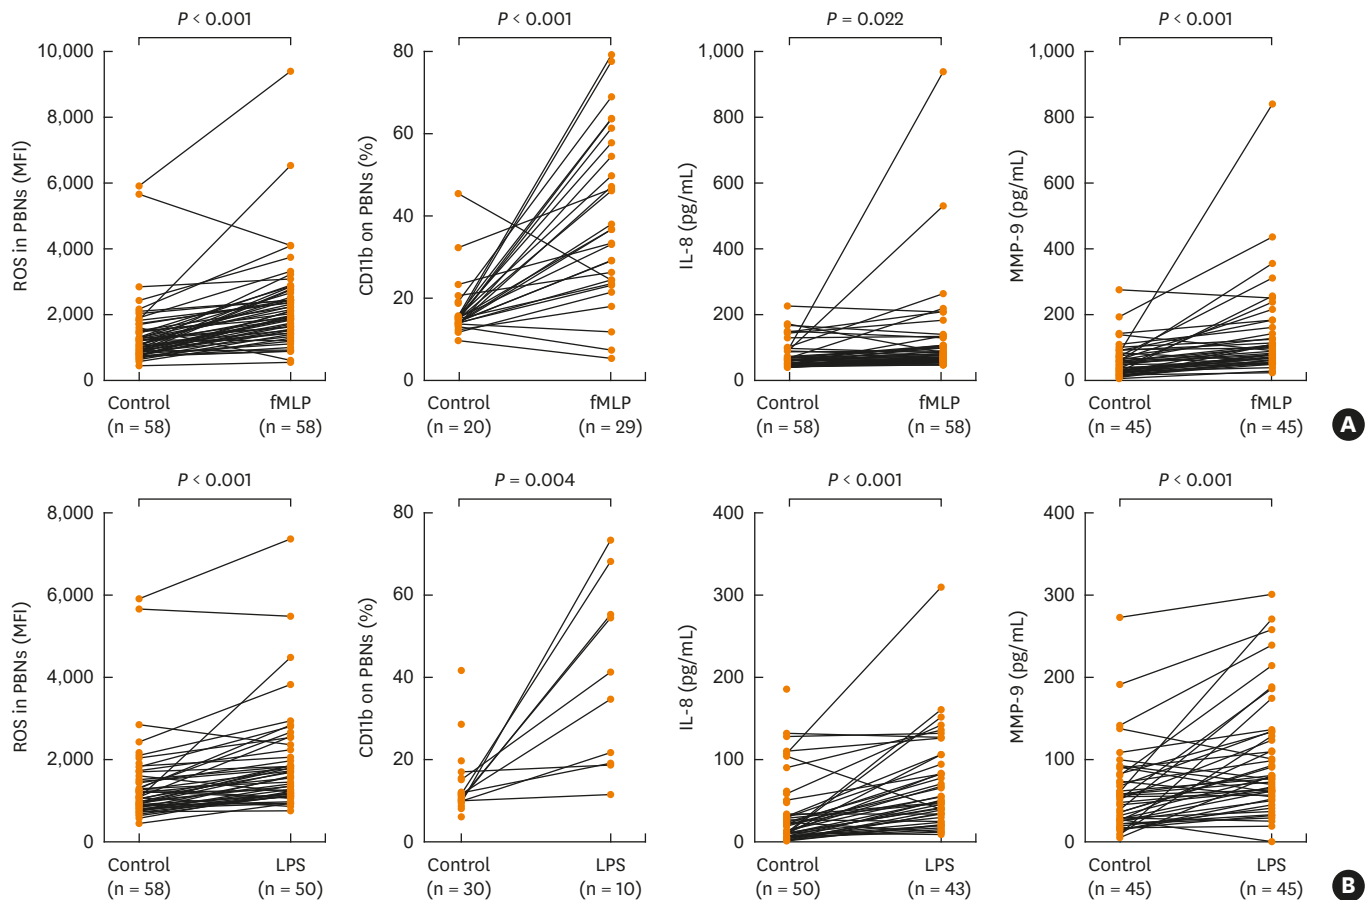 P < 0.001
P < 0.001
P = 0.022
P < 0.001
ROS in PBNs (MFI)
10,000
8,000
6,000
4,000
2,000
0
Control
(n = 58)
fMLP
(n = 58)
CD11b on PBNs (%)
80
60
40
20
0
Control
(n = 20)
fMLP
(n = 29)
IL-8 (pg/mL)
1,000
800
600
400
200
0
Control
(n = 58)
fMLP
(n = 58)
MMP-9 (pg/mL)
1,000
800
600
400
200
0
Control
(n = 45)
fMLP
(n = 45)
A
P < 0.001
P = 0.004
P < 0.001
P < 0.001
ROS in PBNs (MFI)
8,000
6,000
4,000
2,000
0
Control
(n = 58)
LPS
(n = 50)
CD11b on PBNs (%)
80
60
40
20
0
Control
(n = 30)
LPS
(n = 10)
IL-8 (pg/mL)
400
300
200
100
0
Control
(n = 50)
LPS
(n = 43)
MMP-9 (pg/mL)
400
300
200
100
0
Control
(n = 45)
LPS
(n = 45)
B